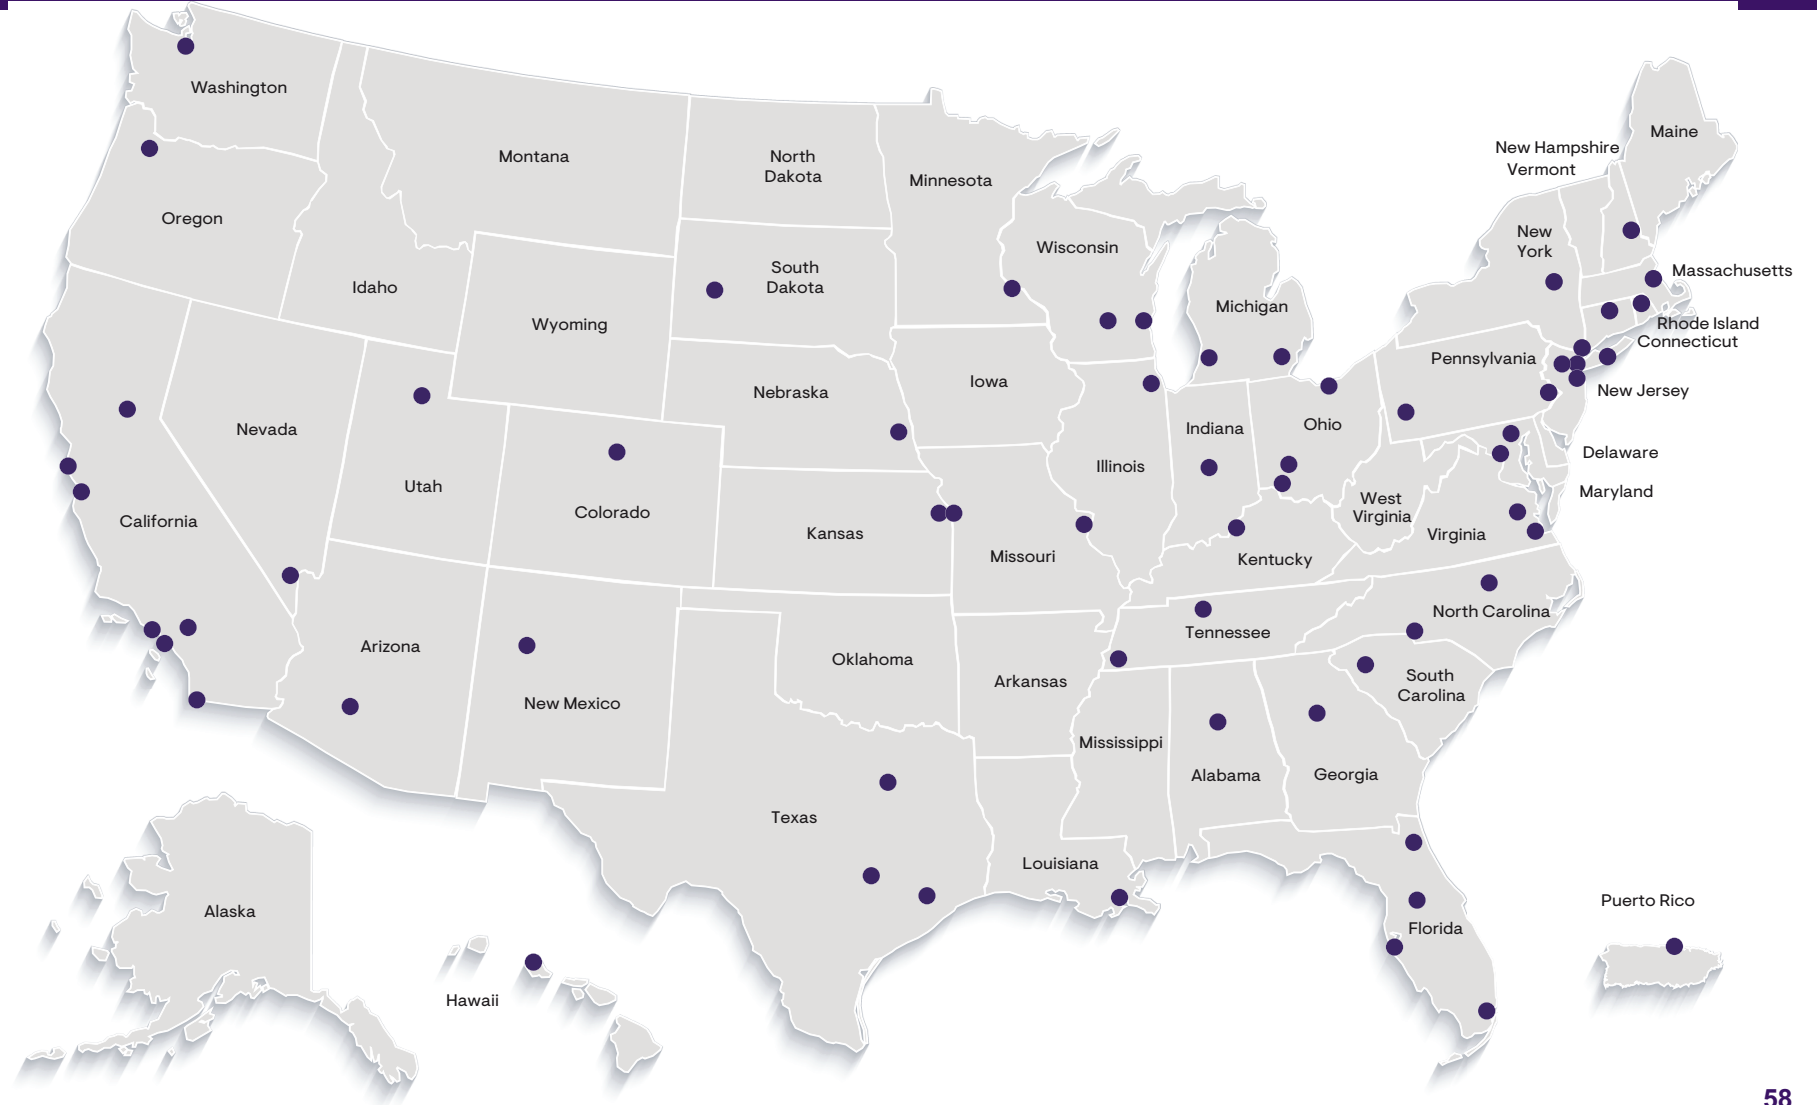 Washington
Montana
North
Dakota
Minnesota
New Hampshire
Vermont
Maine
Oregon
Idaho
Wyoming
South
Dakota
Wisconsin
Michigan
New
York
Massachusetts
Rhode Island
Connecticut
Pennsylvania
New Jersey
Nevada
Utah
Colorado
Nebraska
Iowa
Illinois
Indiana
Ohio
Delaware
Maryland
California
Kansas
Missouri
Kentucky
West
Virginia
Virginia
Arizona
New Mexico
Oklahoma
Arkansas
Tennessee
North Carolina
South
Carolina
Texas
Louisiana
Mississippi
Alabama
Georgia
Florida
Alaska
Hawaii
Puerto Rico
58